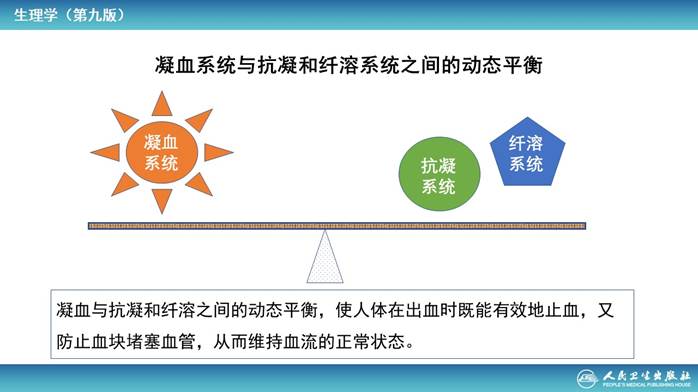 生理学（第九版）
凝血系统与抗凝和纤溶系统之间的动态平衡
凝血
系统
抗凝
系统
纤溶
系统
凝血与抗凝和纤溶之间的动态平衡，使人体在出血时既能有效地止血，又
防止血块堵塞血管，从而维持血流的正常状态。
人民卫生出版社
PEOPLE'S MEDICAL PUBLISHING HOUSE